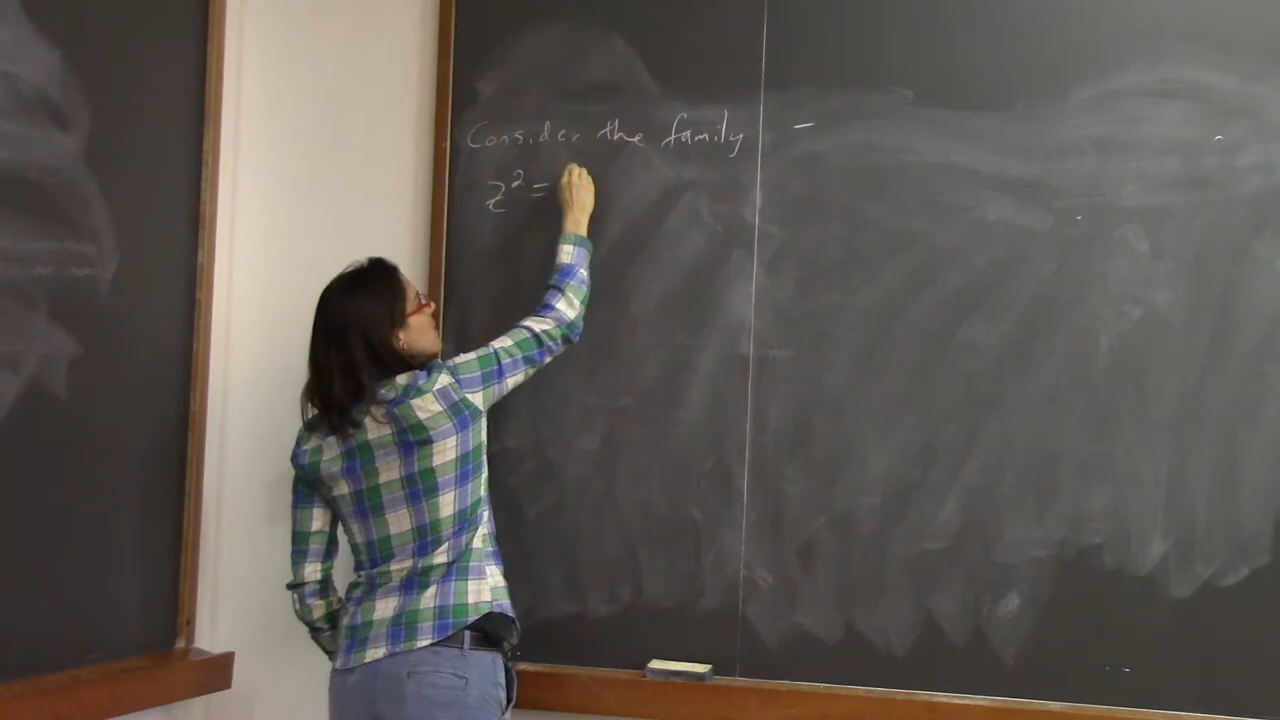 Consider the family
z² =